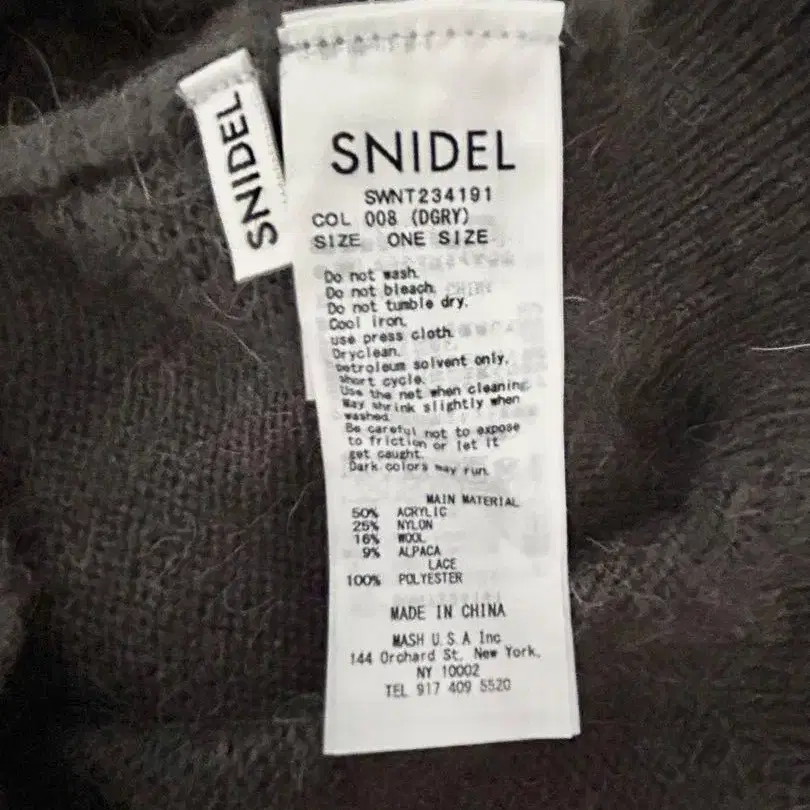 SNIDEL
SNIDEL
SWNT234191
COL 008 (DGRY)
SIZE ONE SIZE
Do not wash.
Do not bleach.
Do not tumble dry.
Cool iron.
use press cloth.
Dryclean.
petroleum solvent only.
short cycle.
Use the net when cleaning.
May shrink slightly when
washed.
Be careful not to expose
to friction or let it
get caught.
Dark colors may run.
MAIN MATERIAL
50% ACRYLIC
25% NYLON
16% WOOL
9% ALPACA
LACE
100% POLYESTER
MADE IN CHINA
MASH U.S.A Inc
144 Orchard St, New York,
NY 10002
TEL 917 409 5520